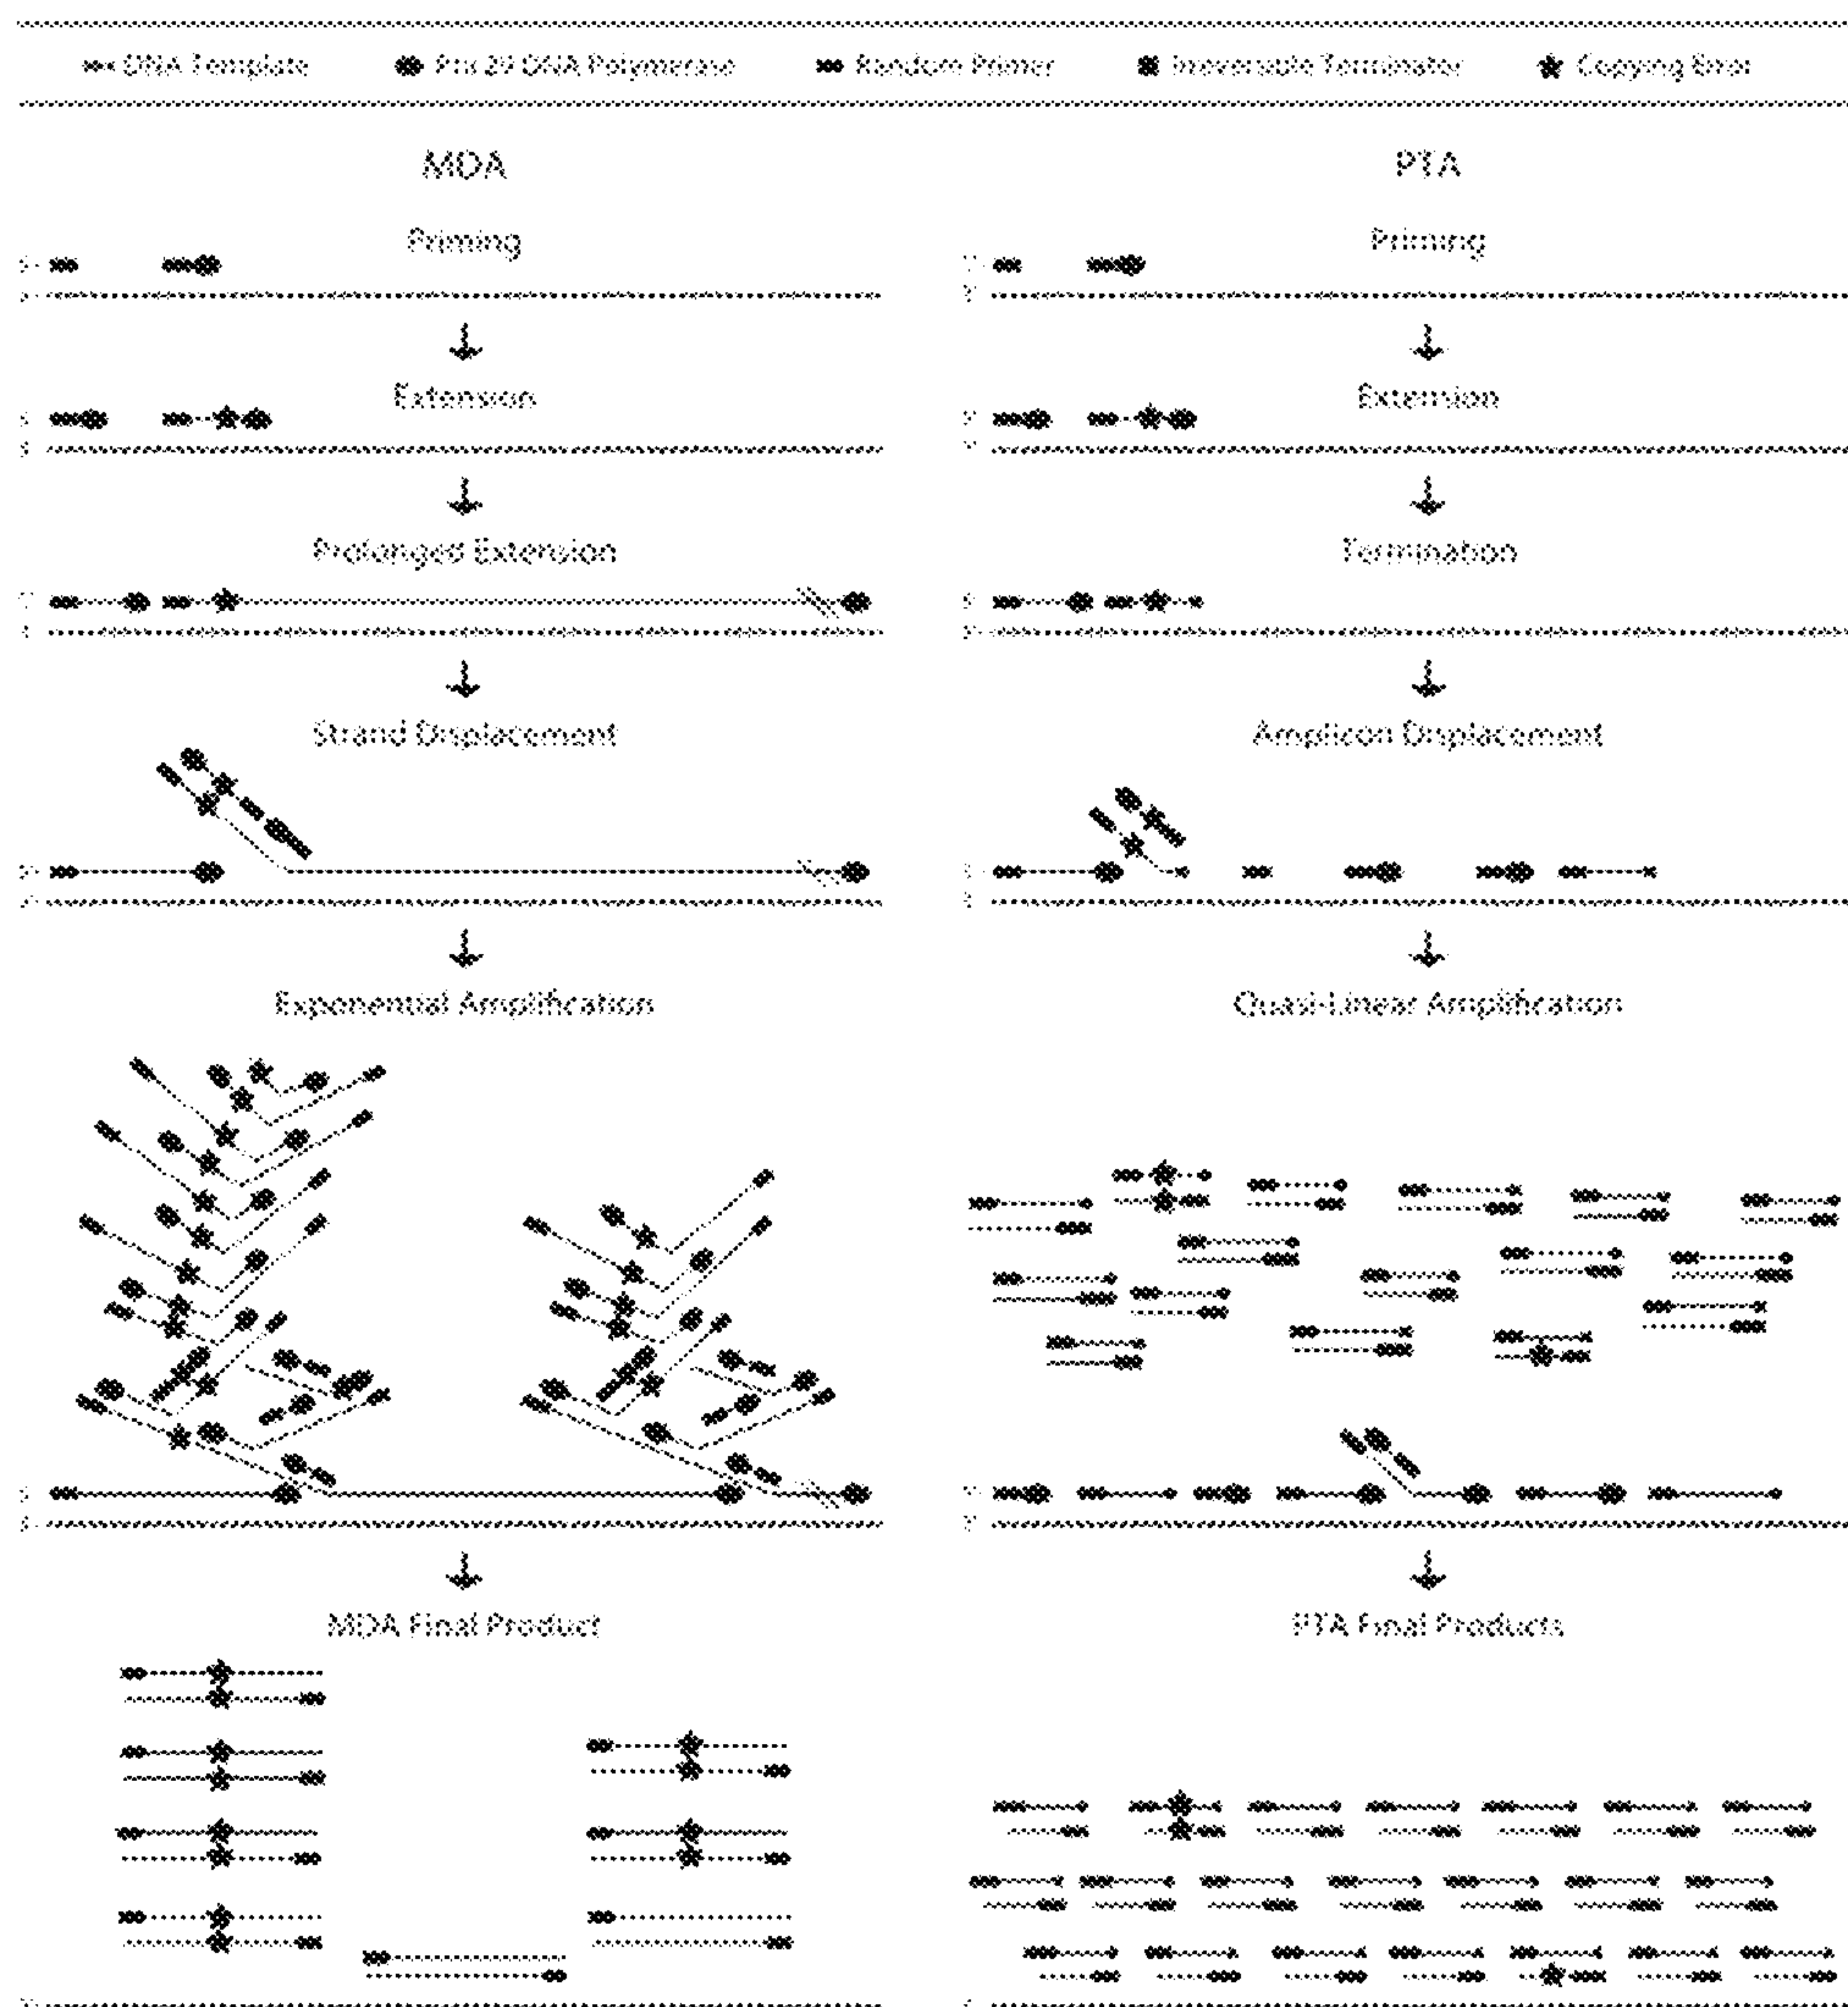 DNA Template Phi 29 DNA Polymerase Random Primer Irreversible Terminator Copying Error
MDA
PTA
Priming
Priming
Extension
Extension
Prolonged Extension
Termination
Strand Displacement
Amplicon Displacement
Exponential Amplification
Quasi-Linear Amplification
MDA Final Product
PTA Final Products